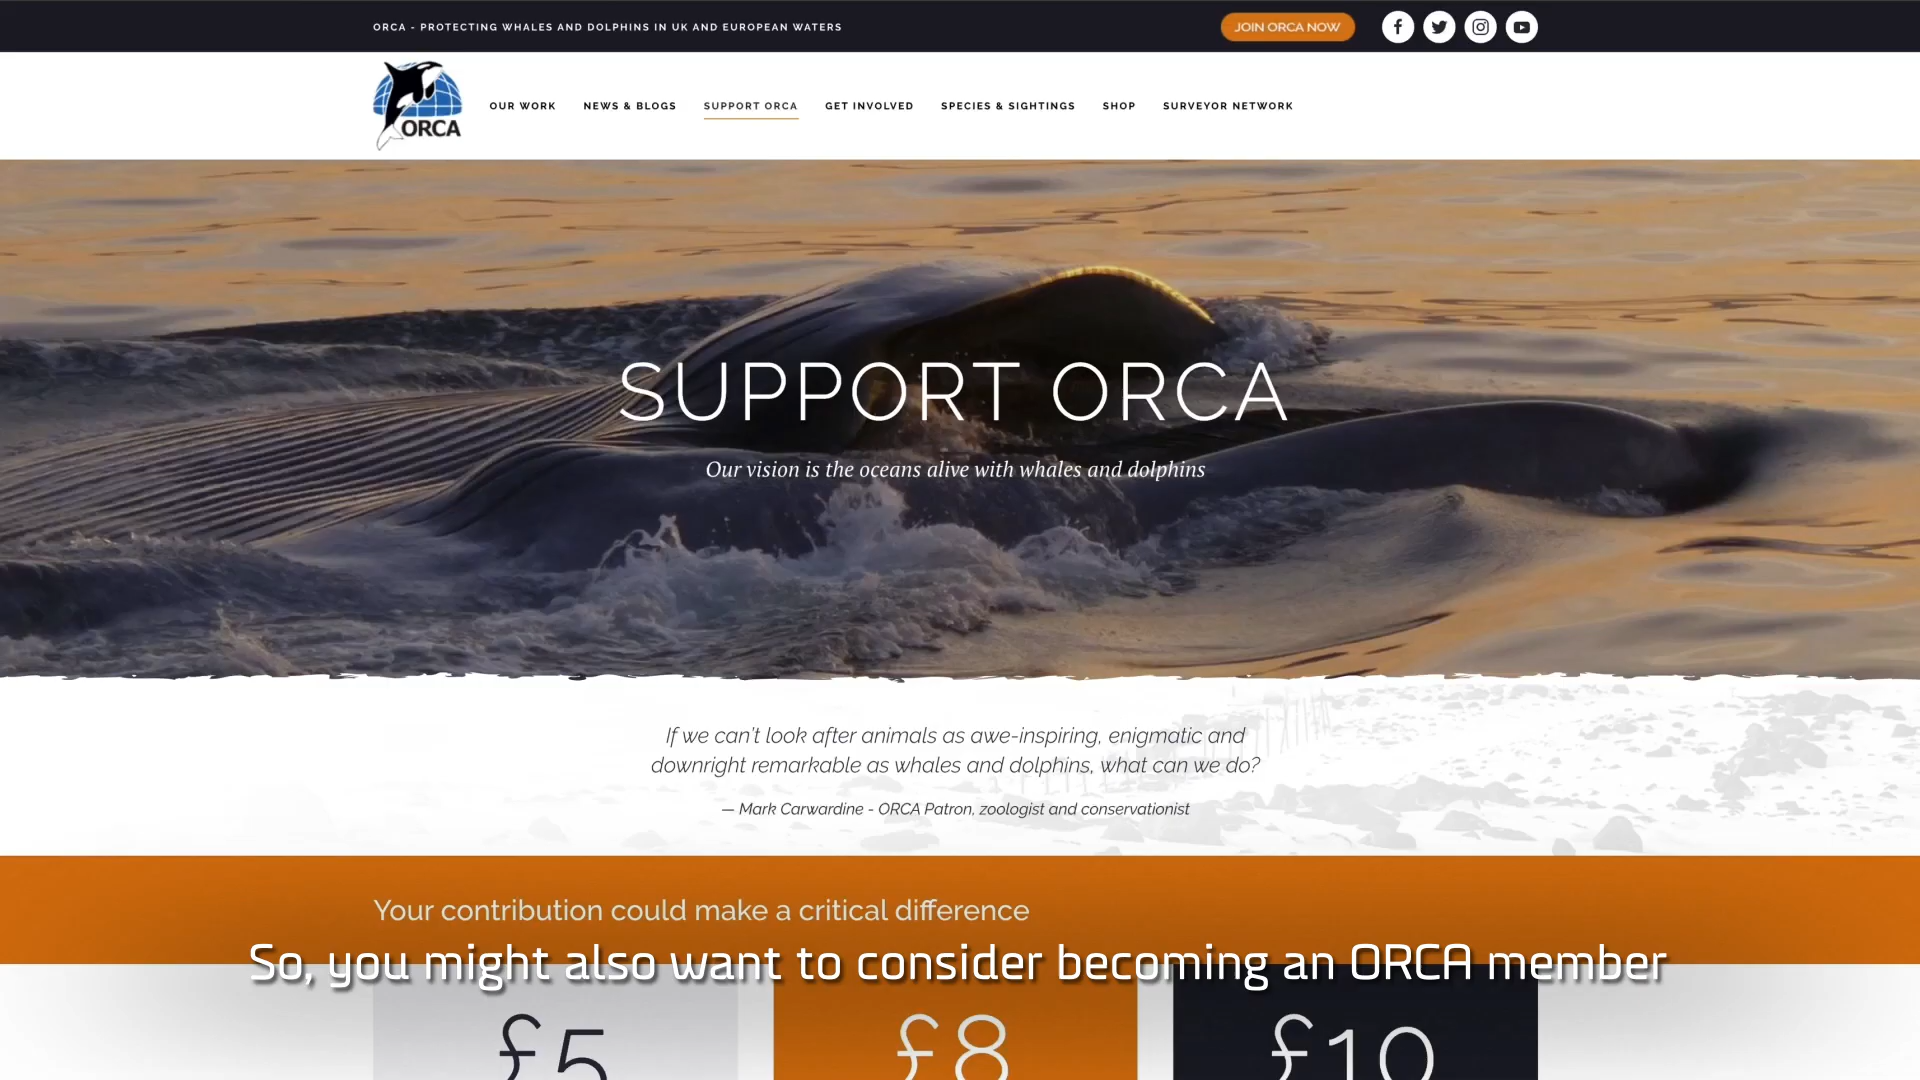 ORCA - PROTECTING WHALES AND DOLPHINS IN UK AND EUROPEAN WATERS
JOIN ORCA NOW
ORCA
OUR WORK
NEWS & BLOGS
SUPPORT ORCA
GET INVOLVED
SPECIES & SIGHTINGS
SHOP
SURVEYOR NETWORK
SUPPORT ORCA
Our vision is the oceans alive with whales and dolphins
If we can't look after animals as awe-inspiring, enigmatic and
downright remarkable as whales and dolphins, what can we do?
— Mark Carwardine - ORCA Patron, zoologist and conservationist
Your contribution could make a critical difference
So, you might also want to consider becoming an ORCA member
£5
£8
£10